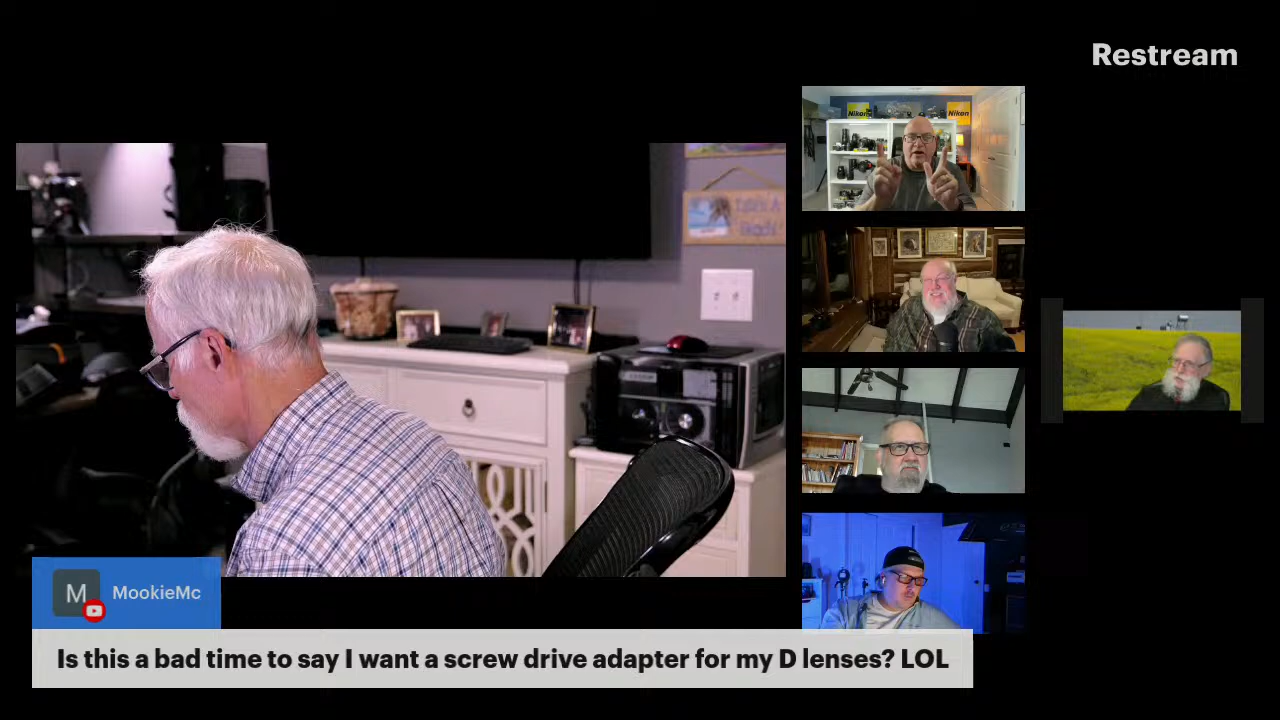 Restream
Nikon
Nikon
M
MookieMc
Is this a bad time to say I want a screw drive adapter for my D lenses? LOL